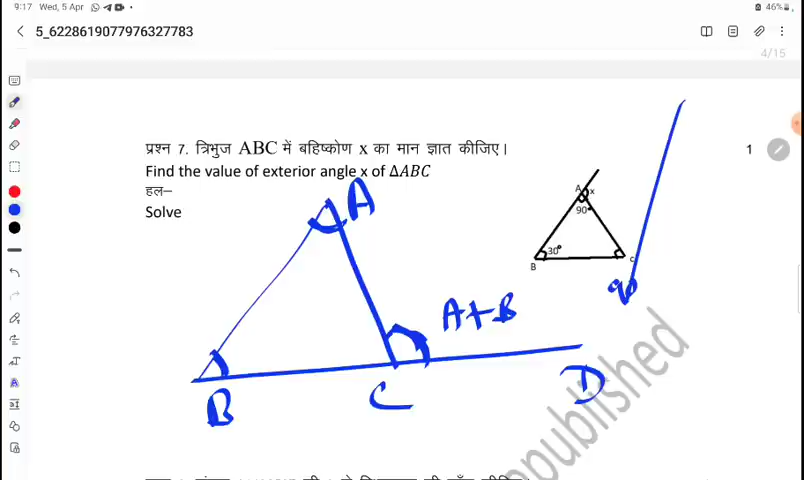 9:17 Wed, 5 Apr
46%
5_6228619077976327783
4/15
प्रश्न 7. त्रिभुज ABC में बहिष्कोण x का मान ज्ञात कीजिए।
1
Find the value of exterior angle x of ΔABC
हल–
Solve
A
x
90°
30°
B
c
A
A+B
B
C
D
published